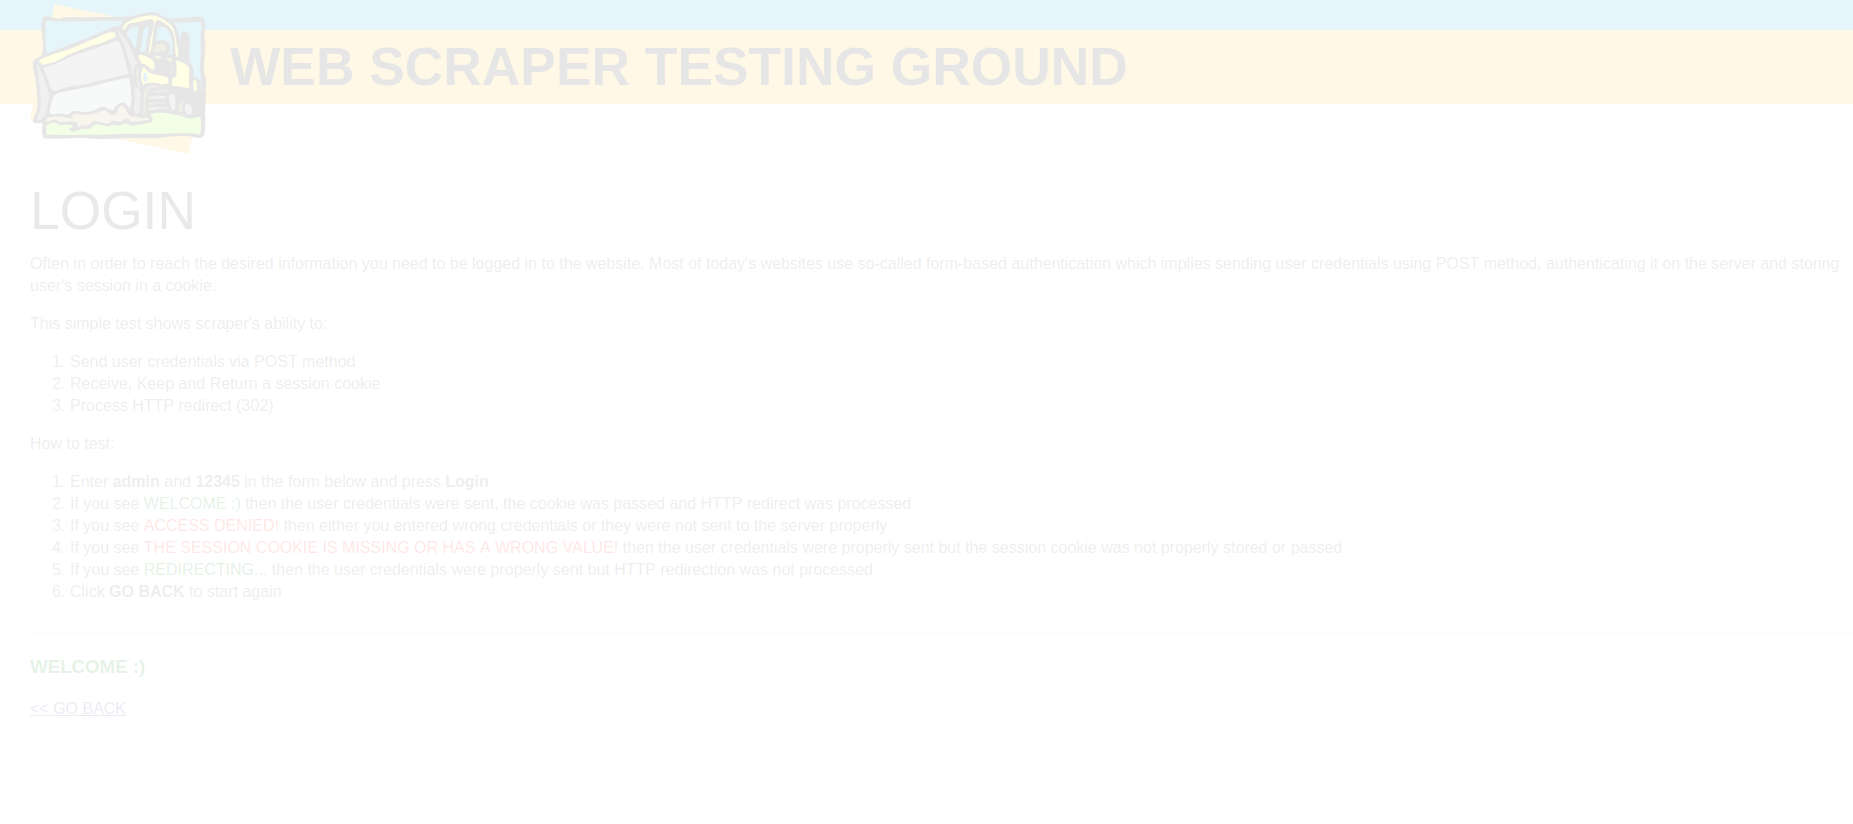 WEB SCRAPER TESTING GROUND
LOGIN
Often in order to reach the desired information you need to be logged in to the website. Most of today's websites use so-called form-based authentication which implies sending user credentials using POST method, authenticating it on the server and storing
user's session in a cookie.
This simple test shows scraper's ability to:
1. Send user credentials via POST method
2. Receive, Keep and Return a session cookie
3. Process HTTP redirect (302)
How to test:
1. Enter admin and 12345 in the form below and press Login
2. If you see WELCOME :) then the user credentials were sent, the cookie was passed and HTTP redirect was processed
3. If you see ACCESS DENIED! then either you entered wrong credentials or they were not sent to the server properly
4. If you see THE SESSION COOKIE IS MISSING OR HAS A WRONG VALUE! then the user credentials were properly sent but the session cookie was not properly stored or passed
5. If you see REDIRECTING... then the user credentials were properly sent but HTTP redirection was not processed
6. Click GO BACK to start again
WELCOME :)
<< GO BACK